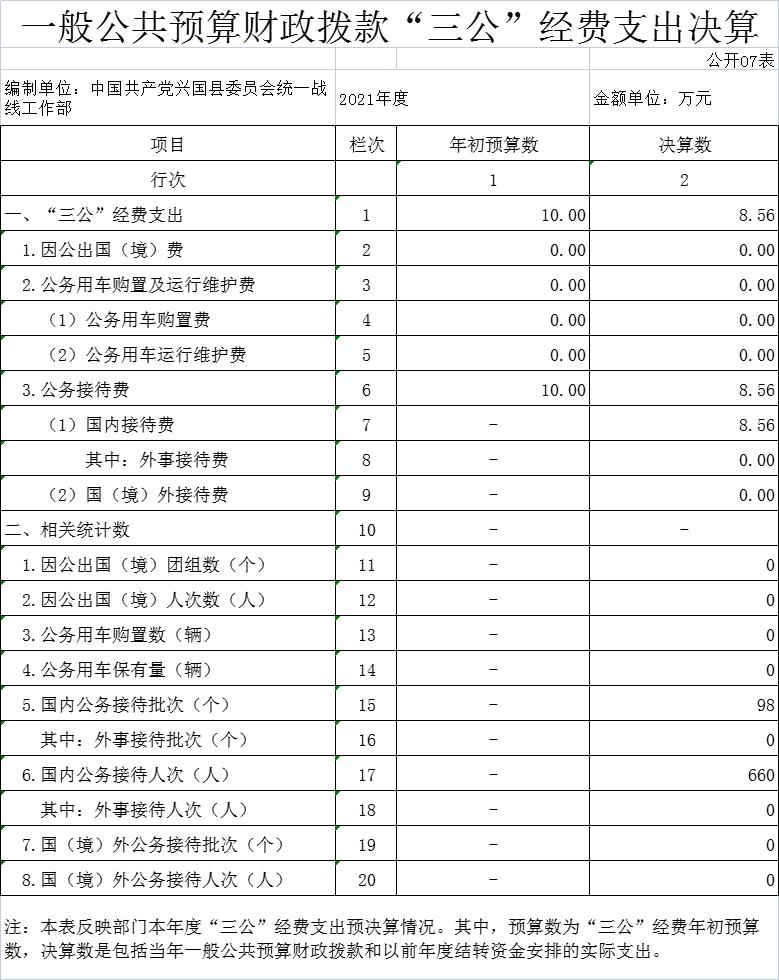 一般公共预算财政拨款“三公”经费支出决算
公开07表
编制单位：中国共产党兴国县委员会统一战
线工作部
2021年度
金额单位：万元
项目 栏次 年初预算数 决算数
行次 1 2
一、“三公”经费支出 1 10.00 8.56
1.因公出国（境）费 2 0.00 0.00
2.公务用车购置及运行维护费 3 0.00 0.00
（1）公务用车购置费 4 0.00 0.00
（2）公务用车运行维护费 5 0.00 0.00
3.公务接待费 6 10.00 8.56
（1）国内接待费 7 - 8.56
其中：外事接待费 8 - 0.00
（2）国（境）外接待费 9 - 0.00
二、相关统计数 10 - -
1.因公出国（境）团组数（个） 11 - 0
2.因公出国（境）人次数（人） 12 - 0
3.公务用车购置数（辆） 13 - 0
4.公务用车保有量（辆） 14 - 0
5.国内公务接待批次（个） 15 - 98
其中：外事接待批次（个） 16 - 0
6.国内公务接待人次（人） 17 - 660
其中：外事接待人次（人） 18 - 0
7.国（境）外公务接待批次（个） 19 - 0
8.国（境）外公务接待人次（人） 20 - 0
注：本表反映部门本年度“三公”经费支出预决算情况。其中，预算数为“三公”经费年初预算
数，决算数是包括当年一般公共预算财政拨款和以前年度结转资金安排的实际支出。